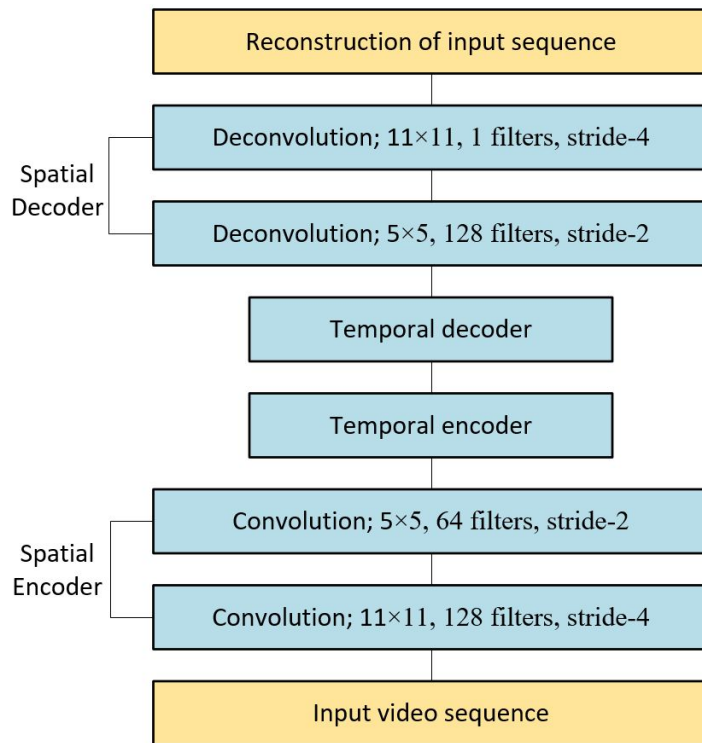 Reconstruction of input sequence
Deconvolution; 11×11, 1 filters, stride-4
Spatial
Decoder
Deconvolution; 5×5, 128 filters, stride-2
Temporal decoder
Temporal encoder
Convolution; 5×5, 64 filters, stride-2
Spatial
Encoder
Convolution; 11×11, 128 filters, stride-4
Input video sequence